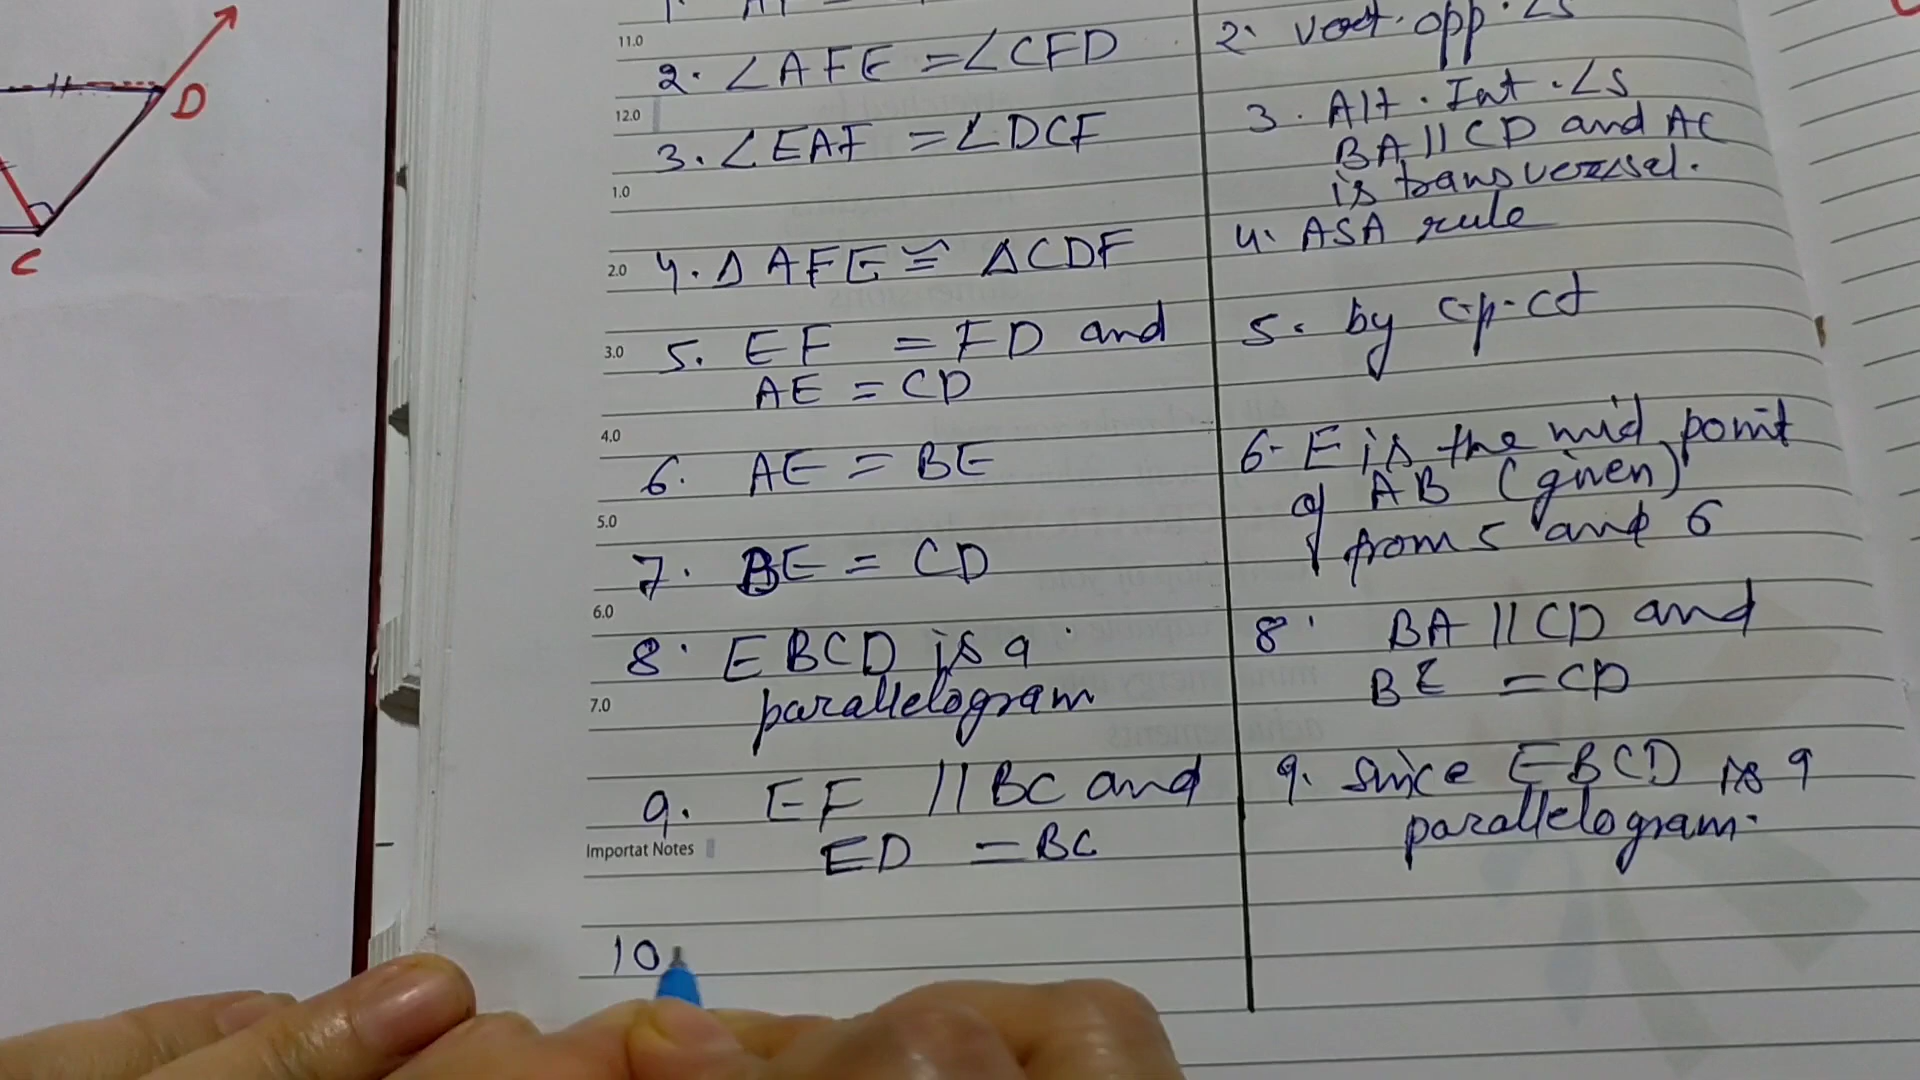 D
C
11.0
2. ∠AFE = ∠CFD
2. vert. opp. ∠s
12.0
3. ∠EAF = ∠DCF
3. Alt. Int. ∠S
BA || CD and AC
is transversal.
1.0
4. ASA rule
2.0
4. Δ AFE ≅ ΔCDF
3.0
5. EF = FD and
AE = CD
5. by c.p.ct
4.0
6. AE = BE
6. E is the mid point
of AB (given)
5.0
7. BE = CD
from 5 and 6
6.0
8. EBCD is a
parallelogram
8. BA || CD and
BE = CD
7.0
9. EF || BC and
ED = BC
9. Since EBCD is a
parallelogram.
Importat Notes
10